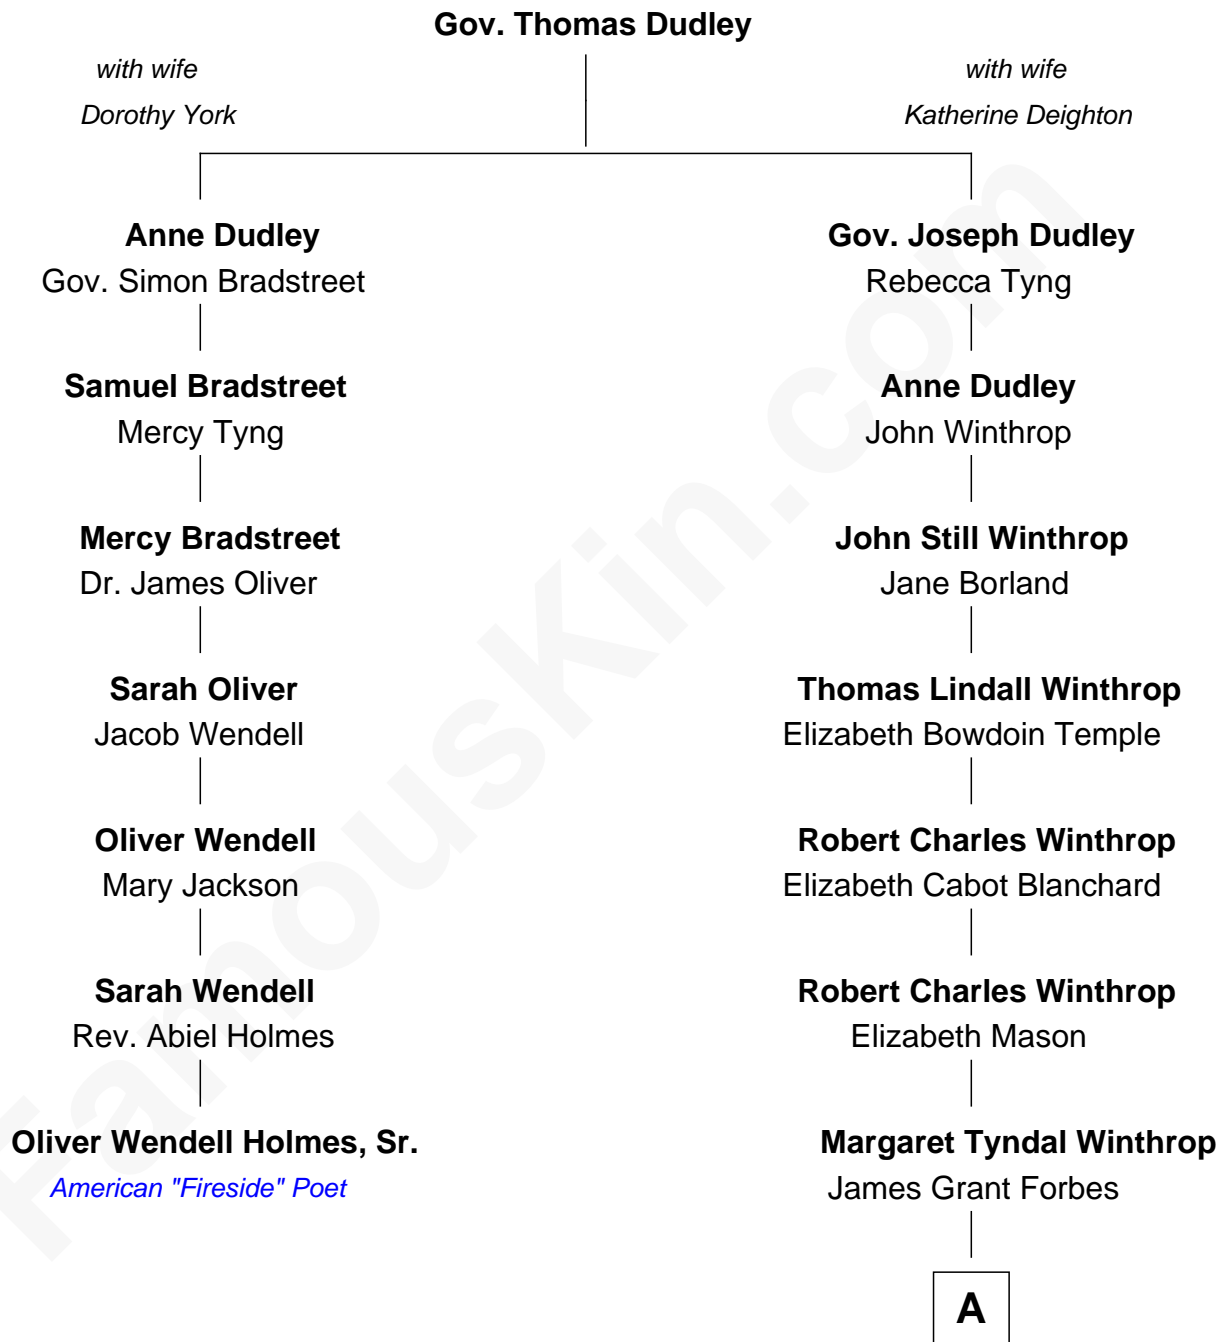 Gov. Thomas Dudley
with wife
Dorothy York
with wife
Katherine Deighton
Anne Dudley
Gov. Simon Bradstreet
Gov. Joseph Dudley
Rebecca Tyng
Samuel Bradstreet
Mercy Tyng
Anne Dudley
John Winthrop
Mercy Bradstreet
Dr. James Oliver
John Still Winthrop
Jane Borland
Sarah Oliver
Jacob Wendell
Thomas Lindall Winthrop
Elizabeth Bowdoin Temple
Oliver Wendell
Mary Jackson
Robert Charles Winthrop
Elizabeth Cabot Blanchard
Sarah Wendell
Rev. Abiel Holmes
Robert Charles Winthrop
Elizabeth Mason
Oliver Wendell Holmes, Sr.
American "Fireside" Poet
Margaret Tyndal Winthrop
James Grant Forbes
A
FamousKin.com